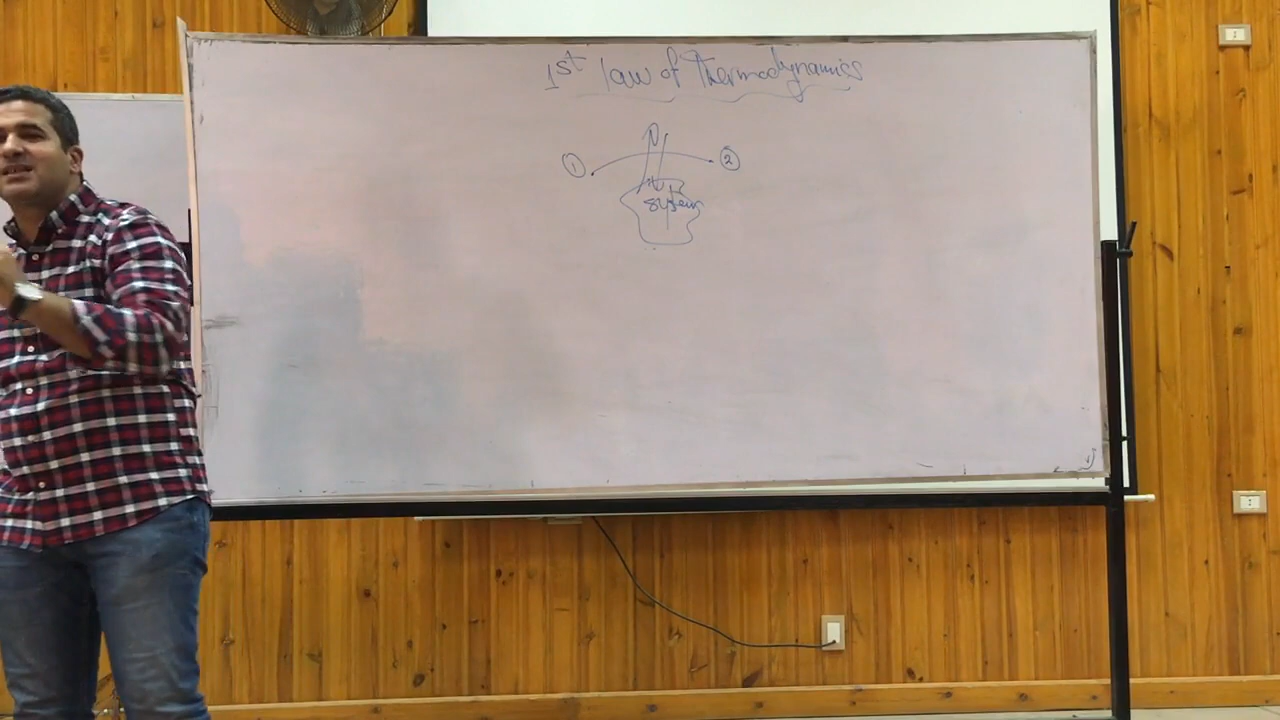 1st law of thermodynamics
① ②
system